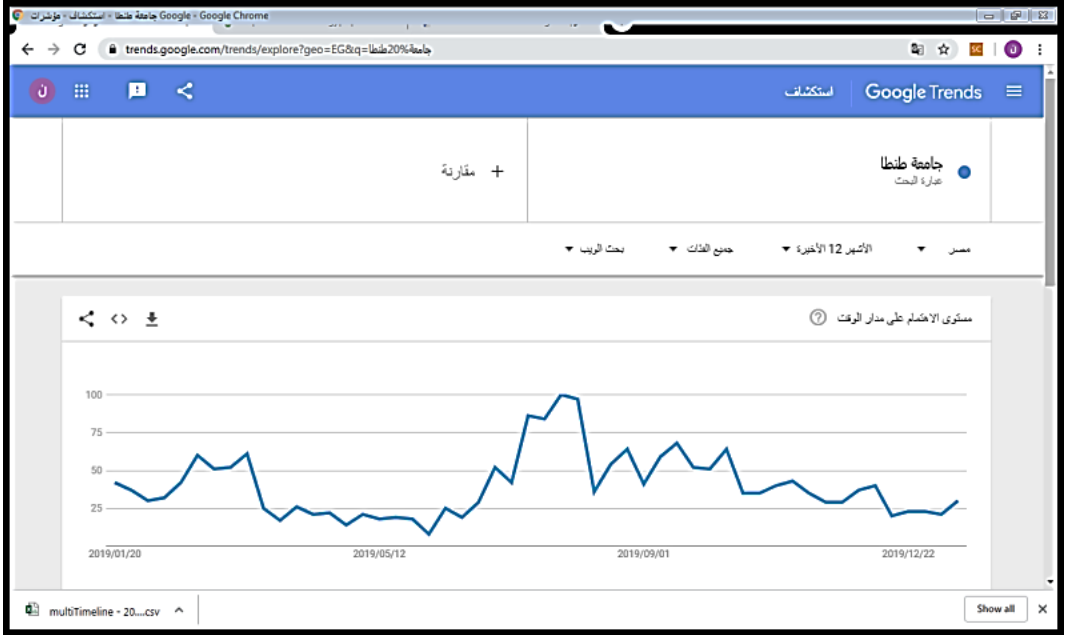 جامعة طنطا - استكشاف - مؤشرات Google - Google Chrome
trends.google.com/trends/explore?geo=EG&q=جامعة%20طنطا
ن
Google Trends استكشاف
ن
جامعة طنطا
عبارة البحث
+ مقارنة
مصر
الأشهر 12 الأخيرة
جميع الفئات
بحث الويب
مستوى الاهتمام على مدار الوقت ?
100
75
50
25
2019/01/20 2019/05/12 2019/09/01 2019/12/22
multiTimeline - 20....csv
Show all